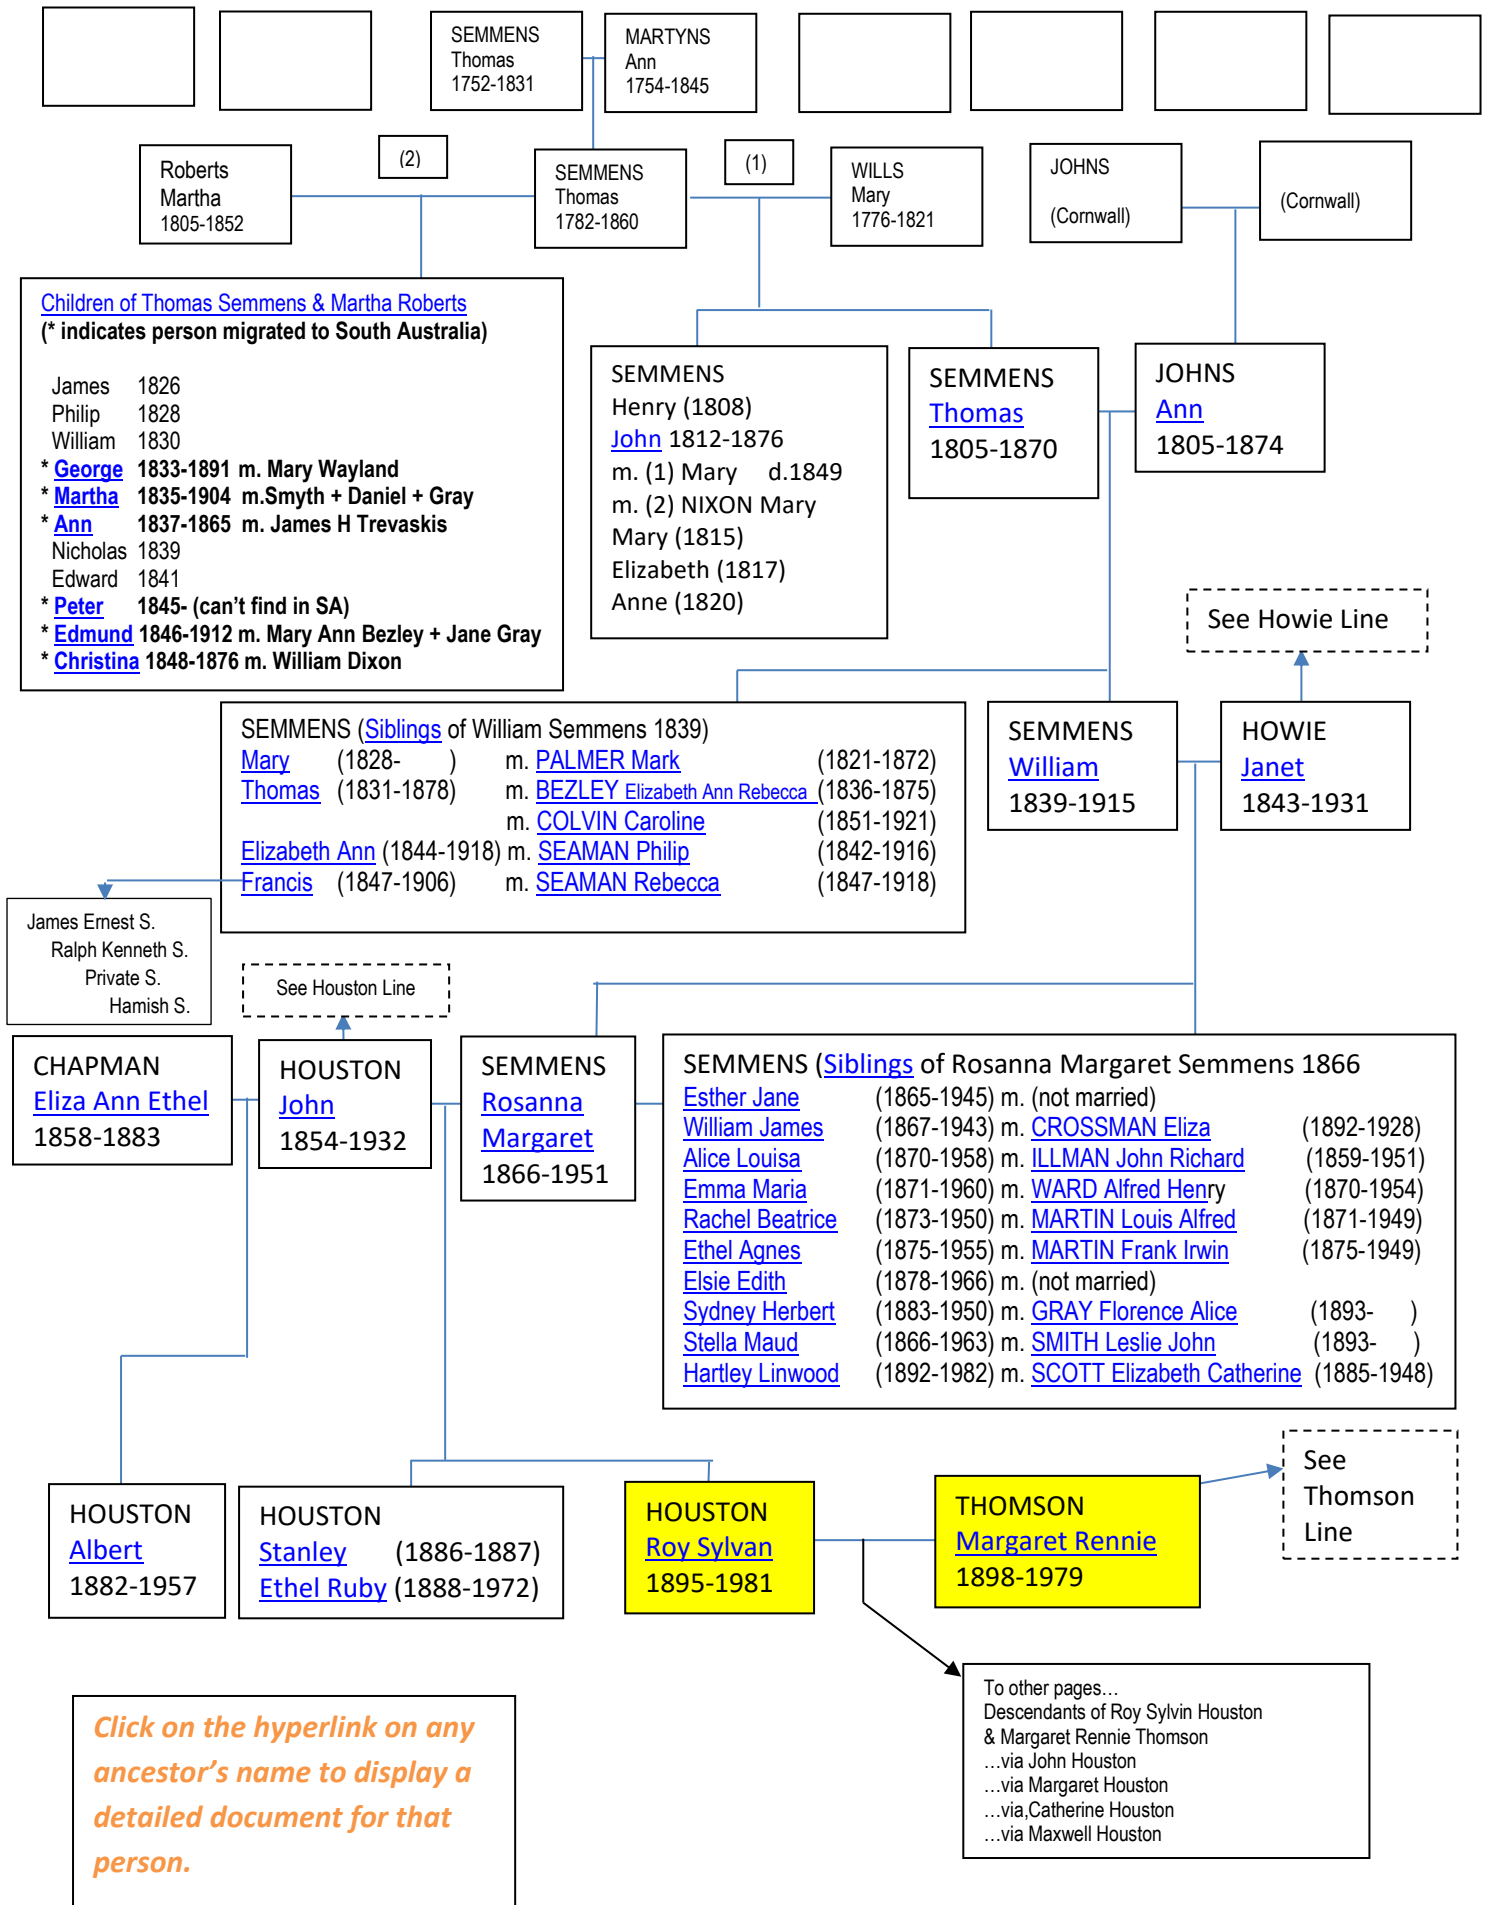 SEMMENS
Thomas
1752-1831
MARTYNS
Ann
1754-1845
Roberts
Martha
1805-1852
(2)
SEMMENS
Thomas
1782-1860
(1)
WILLS
Mary
1776-1821
JOHNS
(Cornwall)
(Cornwall)
Children of Thomas Semmens & Martha Roberts
(* indicates person migrated to South Australia)
James 1826
Philip 1828
William 1830
* George 1833-1891 m. Mary Wayland
* Martha 1835-1904 m.Smyth + Daniel + Gray
* Ann 1837-1865 m. James H Trevaskis
Nicholas 1839
Edward 1841
* Peter 1845- (can't find in SA)
* Edmund 1846-1912 m. Mary Ann Bezley + Jane Gray
* Christina 1848-1876 m. William Dixon
SEMMENS
Henry (1808)
John 1812-1876
m. (1) Mary d.1849
m. (2) NIXON Mary
Mary (1815)
Elizabeth (1817)
Anne (1820)
SEMMENS
Thomas
1805-1870
JOHNS
Ann
1805-1874
See Howie Line
SEMMENS (Siblings of William Semmens 1839)
Mary (1828- ) m. PALMER Mark (1821-1872)
Thomas (1831-1878) m. BEZLEY Elizabeth Ann Rebecca (1836-1875)
m. COLVIN Caroline (1851-1921)
Elizabeth Ann (1844-1918) m. SEAMAN Philip (1842-1916)
Francis (1847-1906) m. SEAMAN Rebecca (1847-1918)
SEMMENS
William
1839-1915
HOWIE
Janet
1843-1931
James Ernest S.
Ralph Kenneth S.
Private S.
Hamish S.
See Houston Line
CHAPMAN
Eliza Ann Ethel
1858-1883
HOUSTON
John
1854-1932
SEMMENS
Rosanna
Margaret
1866-1951
SEMMENS (Siblings of Rosanna Margaret Semmens 1866
Esther Jane (1865-1945) m. (not married)
William James (1867-1943) m. CROSSMAN Eliza (1892-1928)
Alice Louisa (1870-1958) m. ILLMAN John Richard (1859-1951)
Emma Maria (1871-1960) m. WARD Alfred Henry (1870-1954)
Rachel Beatrice (1873-1950) m. MARTIN Louis Alfred (1871-1949)
Ethel Agnes (1875-1955) m. MARTIN Frank Irwin (1875-1949)
Elsie Edith (1878-1966) m. (not married)
Sydney Herbert (1883-1950) m. GRAY Florence Alice (1893- )
Stella Maud (1866-1963) m. SMITH Leslie John (1893- )
Hartley Linwood (1892-1982) m. SCOTT Elizabeth Catherine (1885-1948)
HOUSTON
Albert
1882-1957
HOUSTON
Stanley (1886-1887)
Ethel Ruby (1888-1972)
HOUSTON
Roy Sylvan
1895-1981
THOMSON
Margaret Rennie
1898-1979
See
Thomson
Line
To other pages…
Descendants of Roy Sylvin Houston
& Margaret Rennie Thomson
…via John Houston
…via Margaret Houston
…via,Catherine Houston
…via Maxwell Houston
Click on the hyperlink on any
ancestor's name to display a
detailed document for that
person.